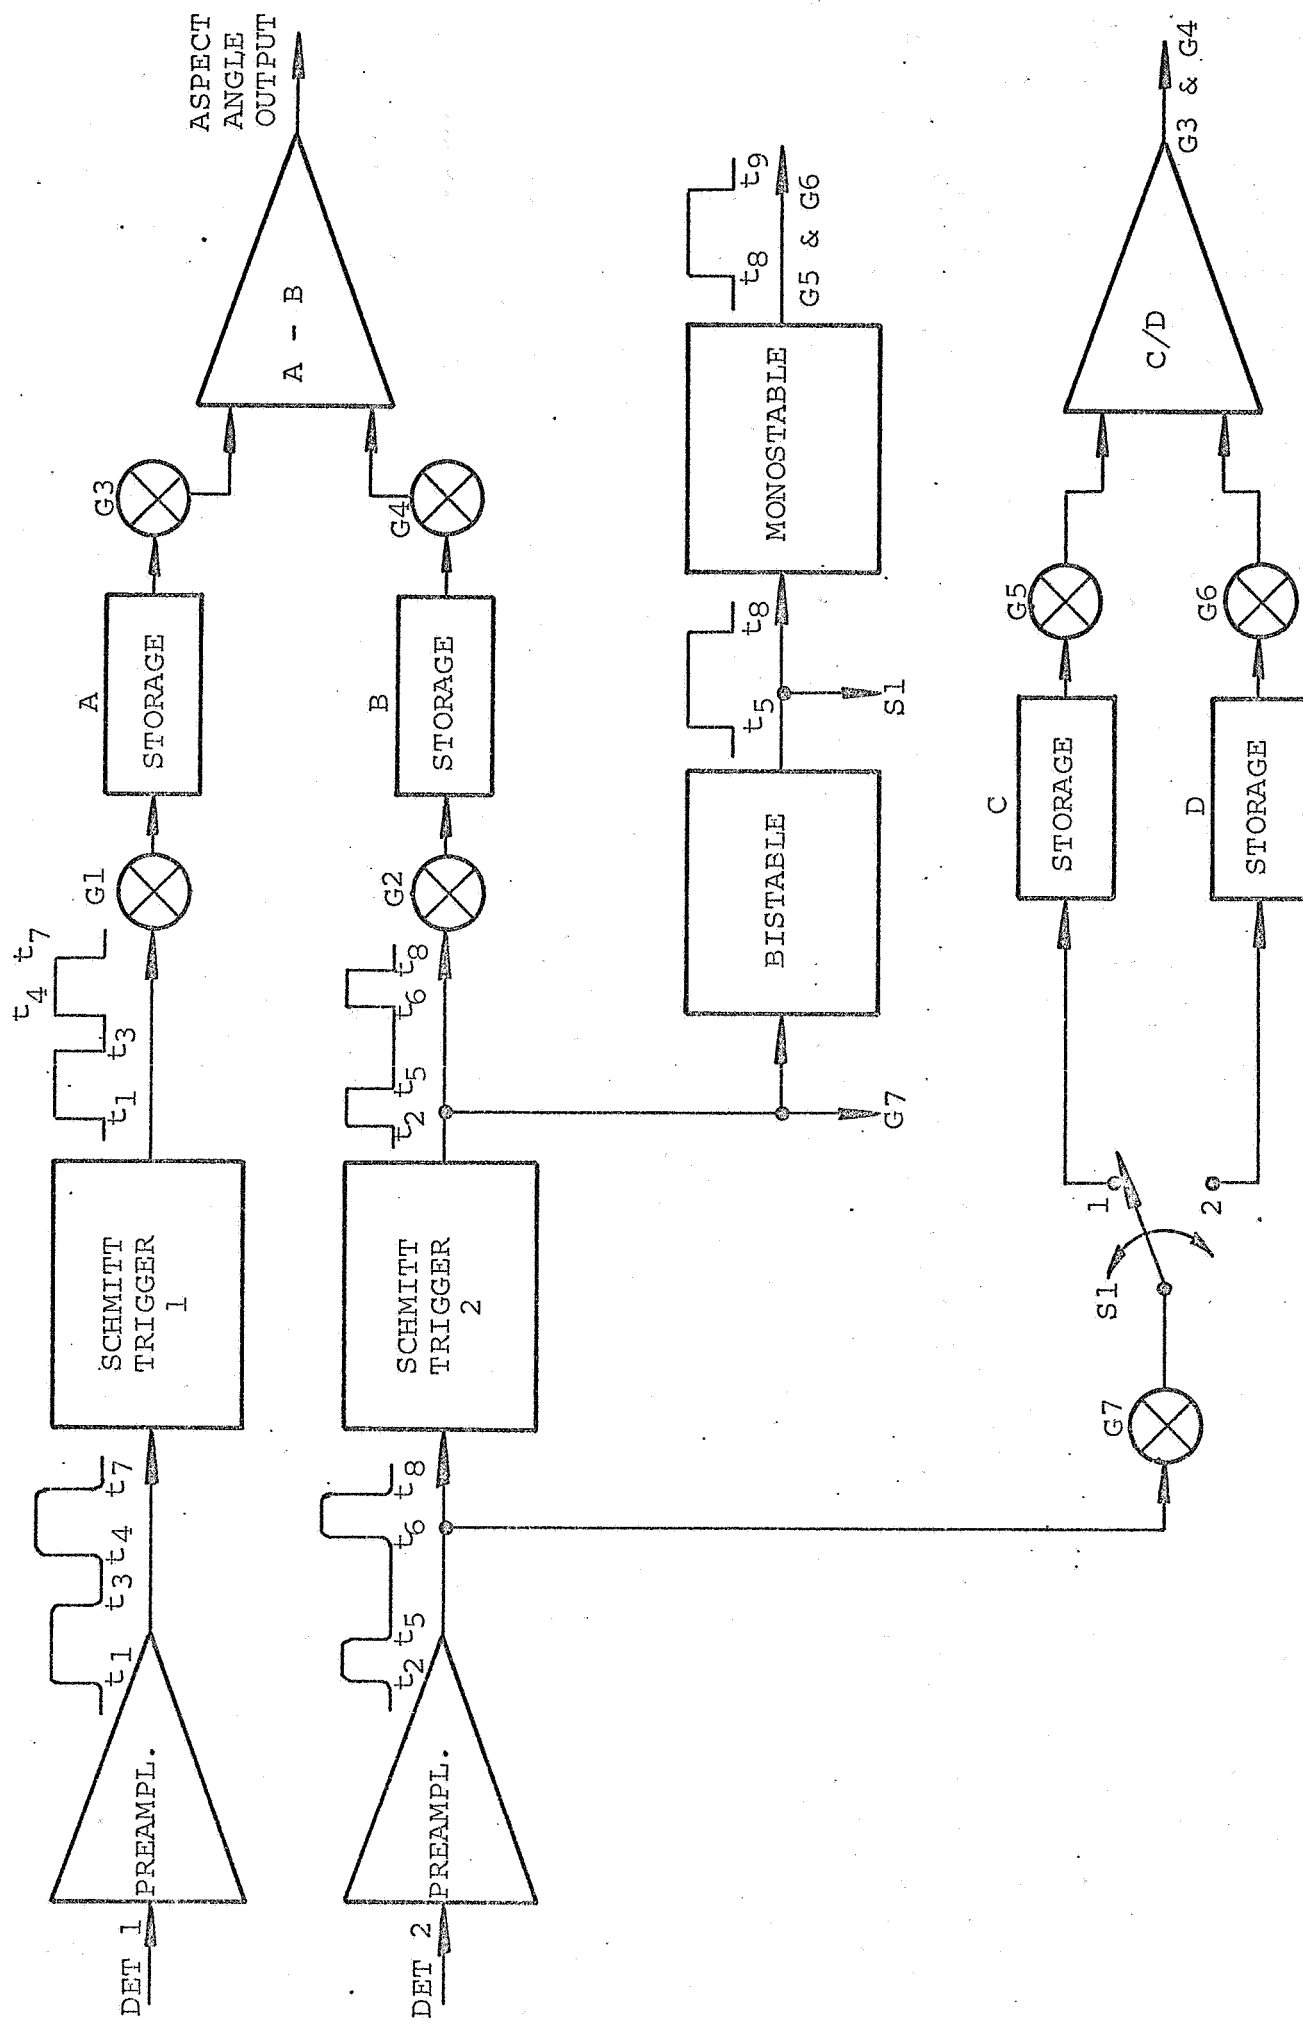 DET 1
PREAMPL.
t1 t3 t4 t7
SCHMITT
TRIGGER
1
t1 t3 t4 t7
G1
A
STORAGE
G3
A - B
ASPECT
ANGLE
OUTPUT
DET 2
PREAMPL.
t2 t5 t6 t8
SCHMITT
TRIGGER
2
t2 t5 t6 t8
G2
B
STORAGE
G4
G7
BISTABLE
t5 t8
S1
MONOSTABLE
t8 t9
G5 & G6
G7
S1
1
2
C
STORAGE
G5
D
STORAGE
G6
C/D
G3 & G4